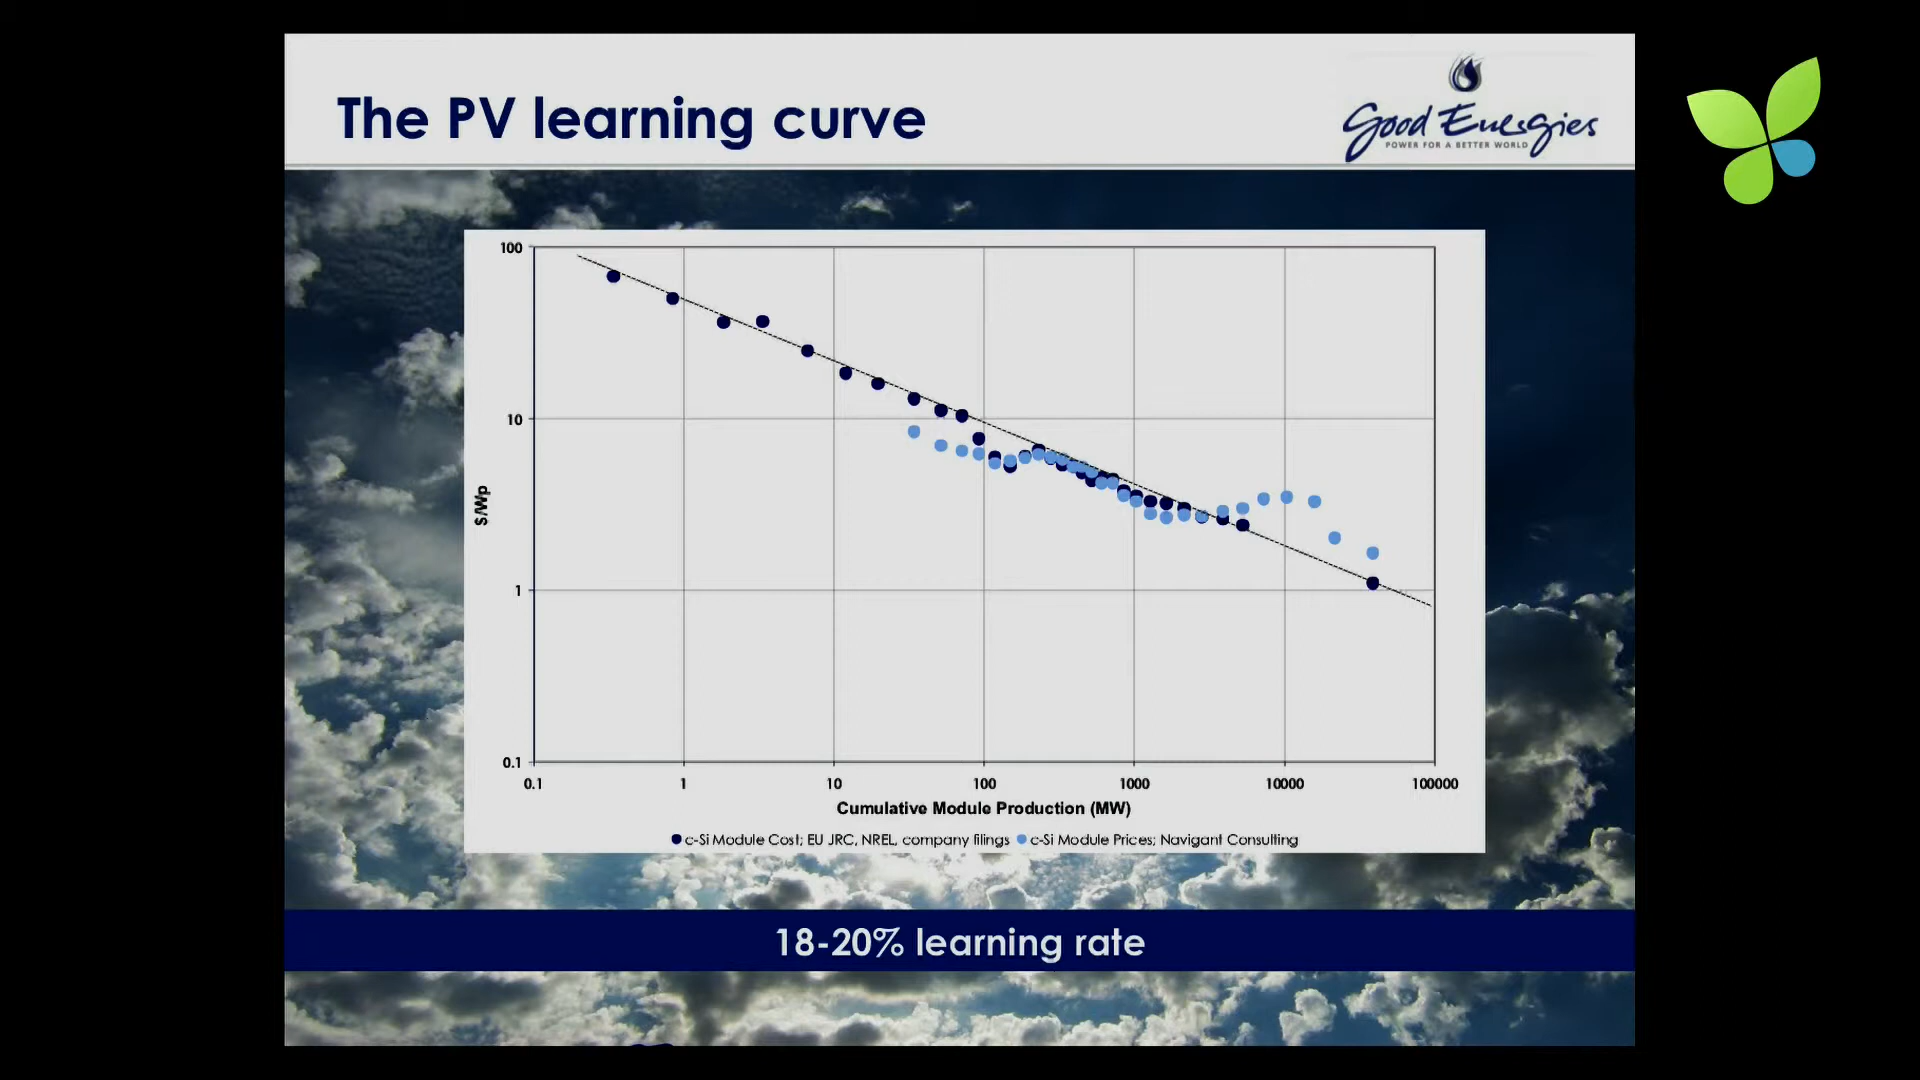 The PV learning curve
Good Energies
POWER FOR A BETTER WORLD
100
10
1
0.1
$/Wp
0.1 1 10 100 1000 10000 100000
Cumulative Module Production (MW)
c-Si Module Cost; EU JRC, NREL, company filings c-Si Module Prices; Navigant Consulting
18-20% learning rate